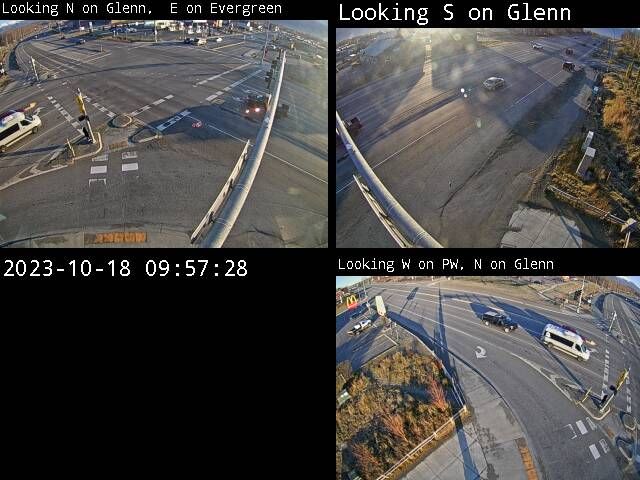 Looking N on Glenn,  E on Evergreen
Looking S on Glenn
2023-10-18 09:57:28
Looking W on PW, N on Glenn